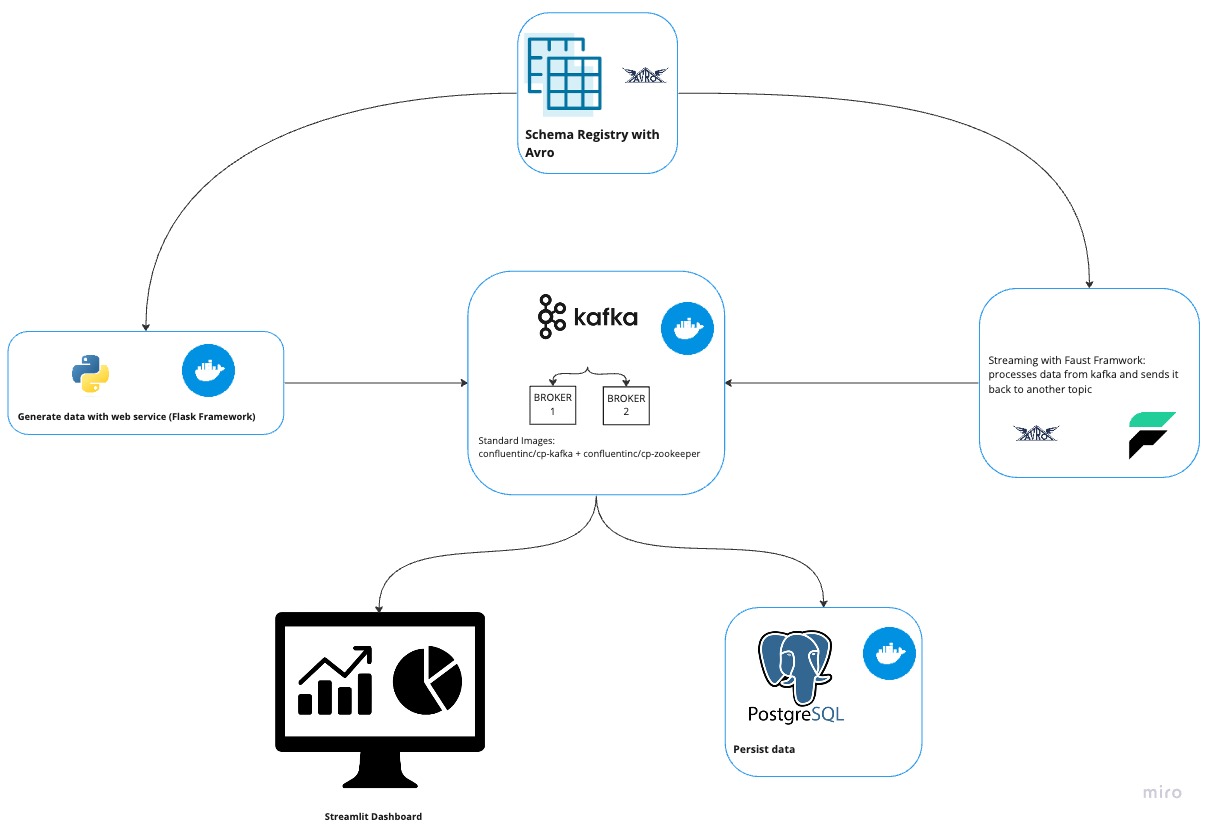 AVRO
Schema Registry with
Avro
kafka
BROKER
1
BROKER
2
Standard Images:
confluentinc/cp-kafka + confluentinc/cp-zookeeper
Generate data with web service (Flask Framework)
Streaming with Faust Framwork:
processes data from kafka and sends it
back to another topic
AVRO
PostgreSQL
Persist data
Streamlit Dashboard
miro